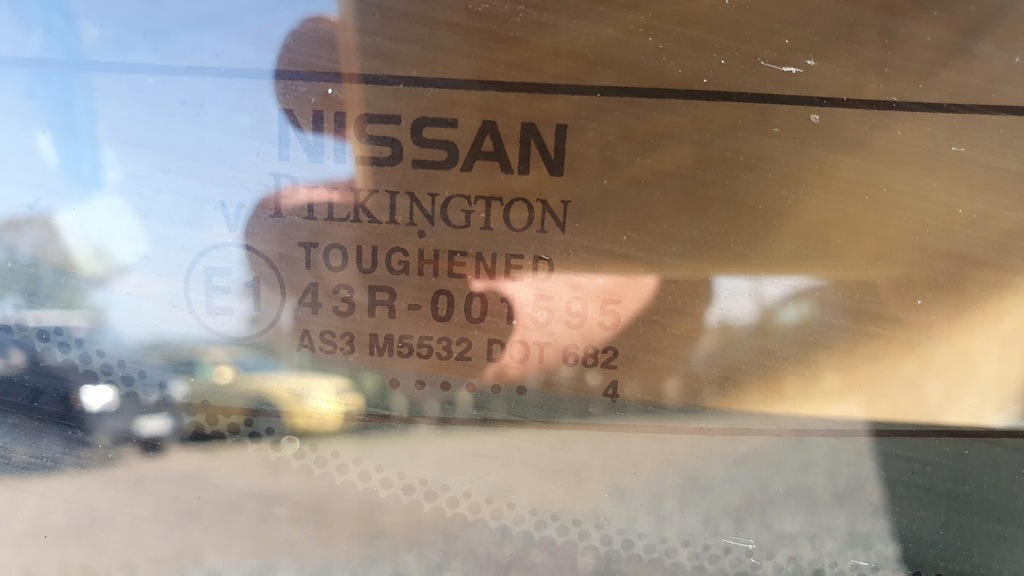 NISSAN
V PILKINGTON
TOUGHENED
E1 43R-001595
AS3 M5532 DOT 682
• • • • • • 4